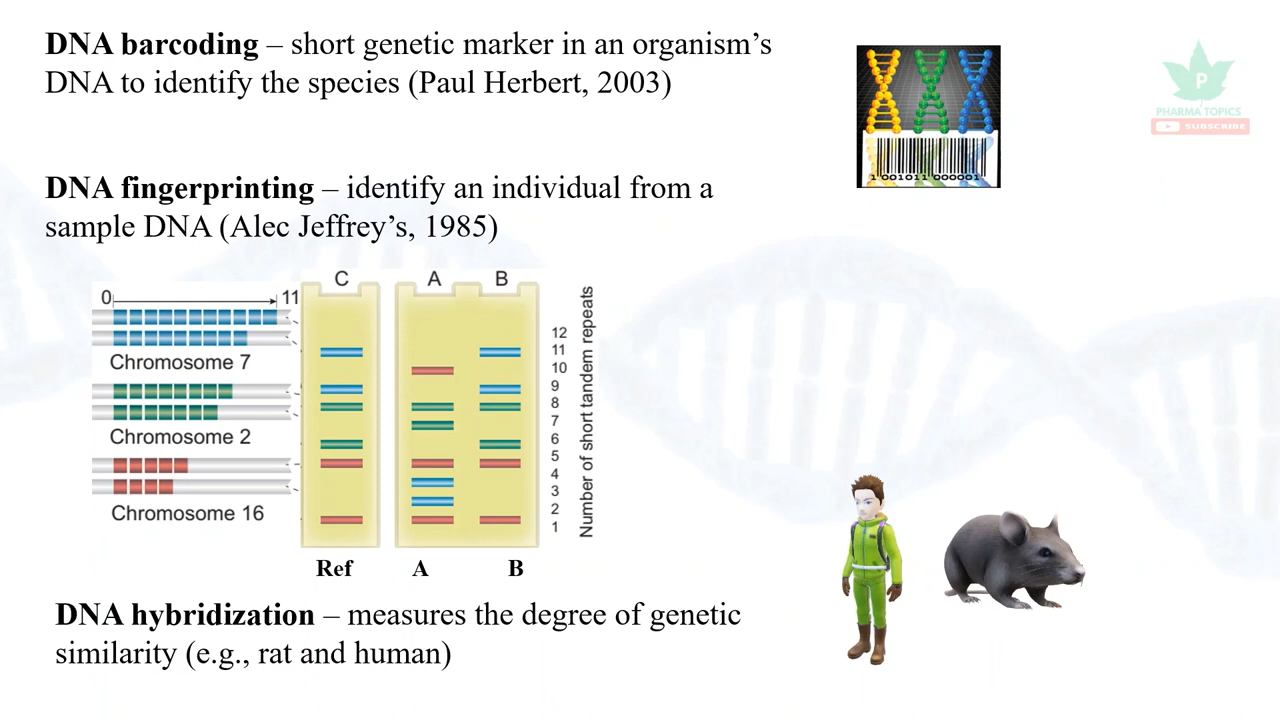 DNA barcoding – short genetic marker in an organism's
DNA to identify the species (Paul Herbert, 2003)
P
PHARMA TOPICS
SUBSCRIBE
1 001011 000001
DNA fingerprinting – identify an individual from a
sample DNA (Alec Jeffrey's, 1985)
C A B
0 11
Chromosome 7
Chromosome 2
Chromosome 16
12
11
10
9
8
7
6
5
4
3
2
1
Number of short tandem repeats
Ref A B
DNA hybridization – measures the degree of genetic
similarity (e.g., rat and human)